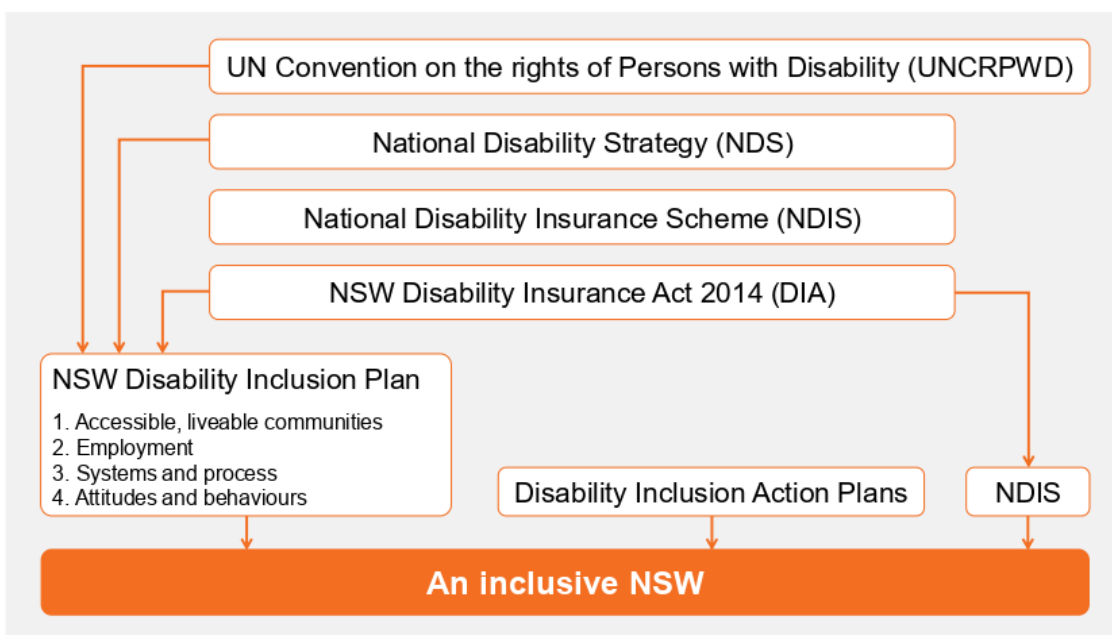 UN Convention on the rights of Persons with Disability (UNCRPWD)
National Disability Strategy (NDS)
National Disability Insurance Scheme (NDIS)
NSW Disability Insurance Act 2014 (DIA)
NSW Disability Inclusion Plan
1. Accessible, liveable communities
2. Employment
3. Systems and process
4. Attitudes and behaviours
Disability Inclusion Action Plans
NDIS
An inclusive NSW